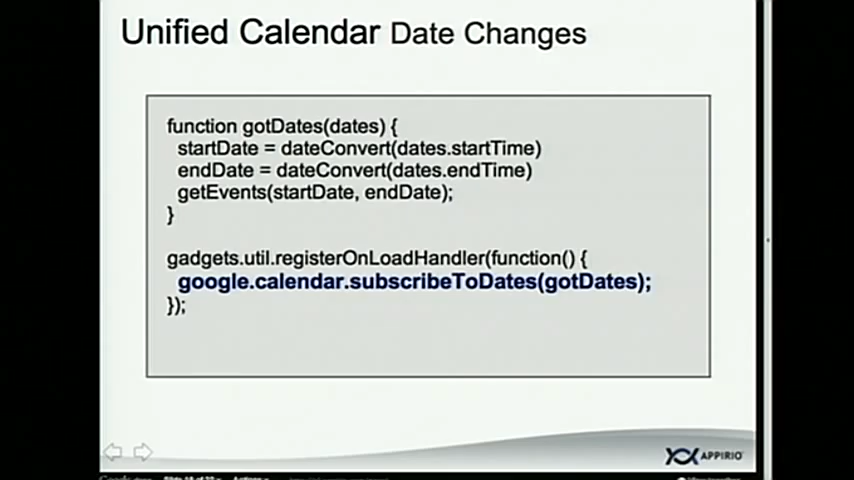 Unified Calendar Date Changes
function gotDates(dates) {
startDate = dateConvert(dates.startTime)
endDate = dateConvert(dates.endTime)
getEvents(startDate, endDate);
}
gadgets.util.registerOnLoadHandler(function() {
google.calendar.subscribeToDates(gotDates);
});
APPIRIO